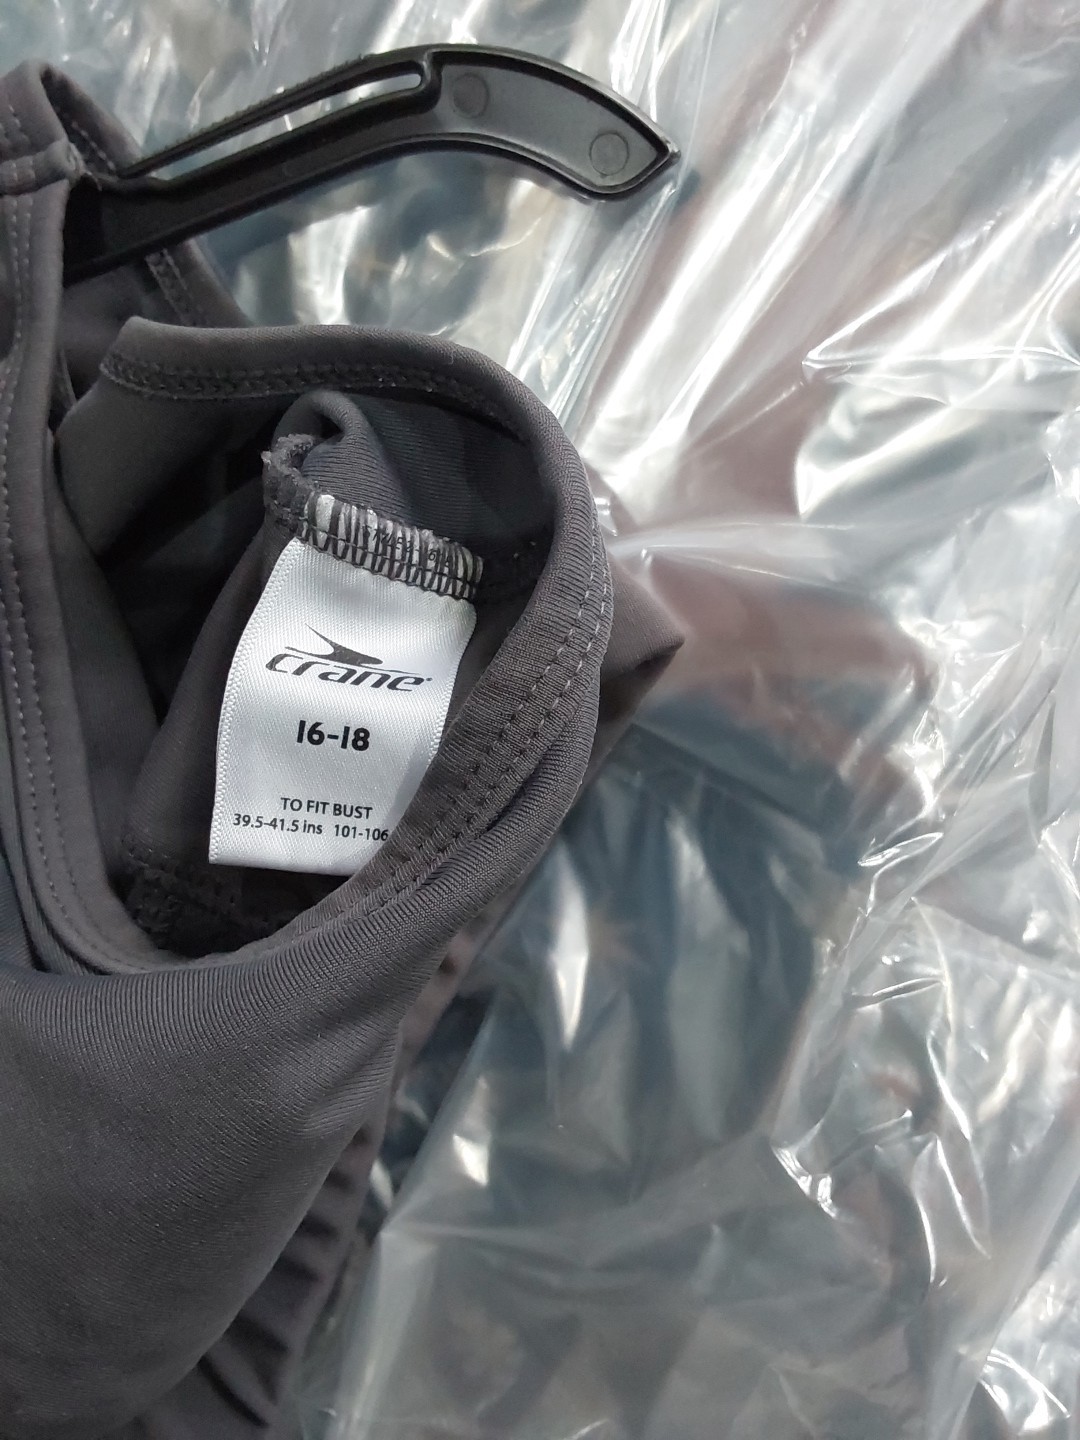 crane
16-18
TO FIT BUST
39.5-41.5 ins 101-106